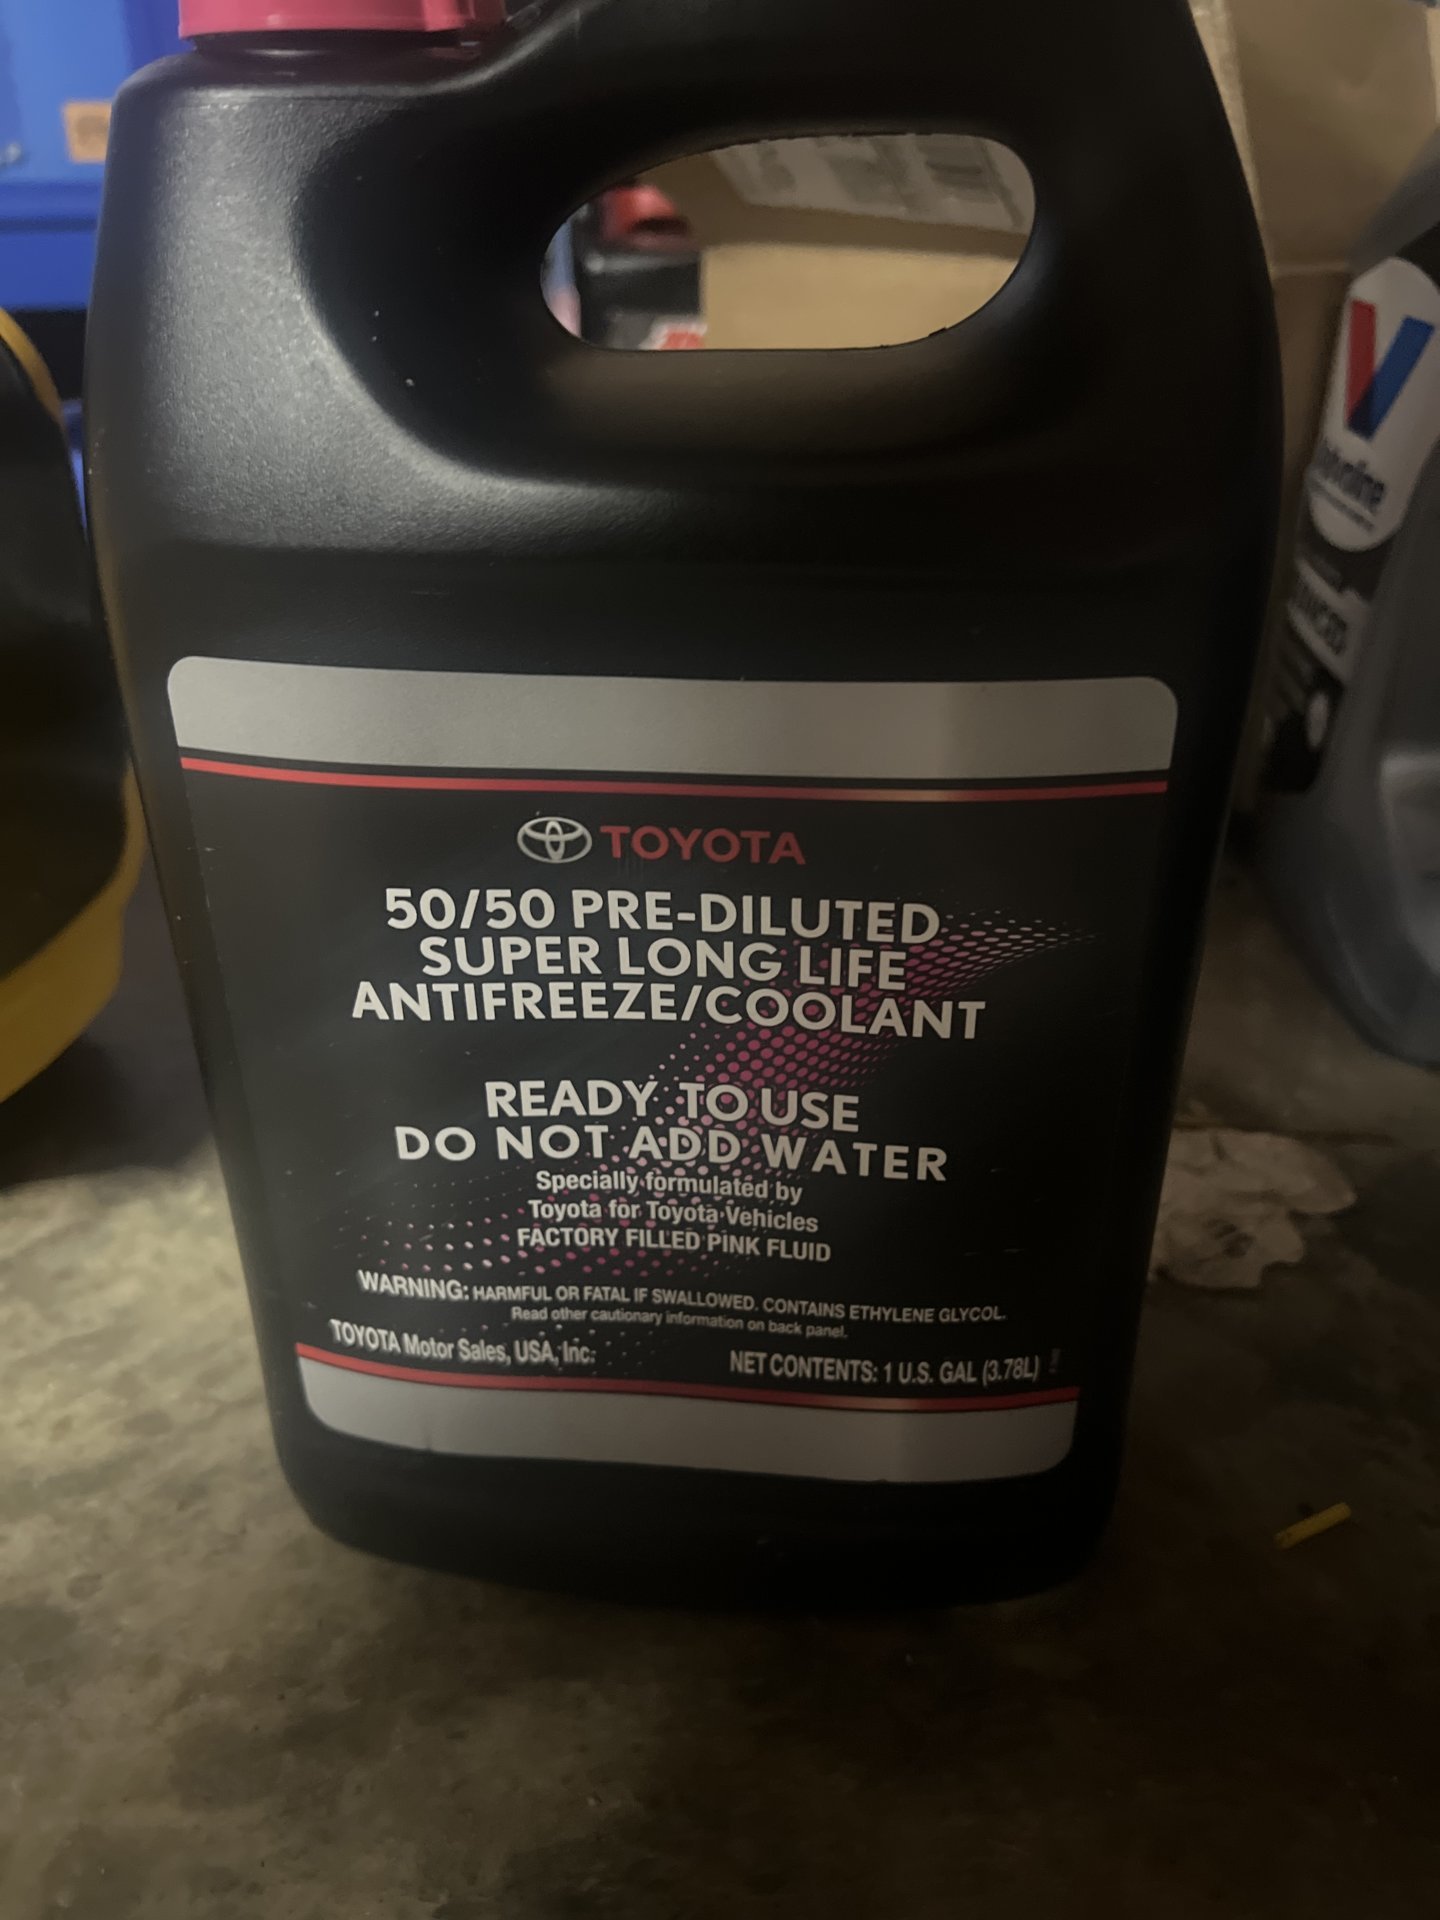 TOYOTA
50/50 PRE-DILUTED
SUPER LONG LIFE
ANTIFREEZE/COOLANT
READY TO USE
DO NOT ADD WATER
Specially formulated by
Toyota for Toyota Vehicles
FACTORY FILLED PINK FLUID
WARNING: HARMFUL OR FATAL IF SWALLOWED. CONTAINS ETHYLENE GLYCOL.
Read other cautionary information on back panel.
TOYOTA Motor Sales, USA, Inc.
NET CONTENTS: 1 U.S. GAL (3.78L)